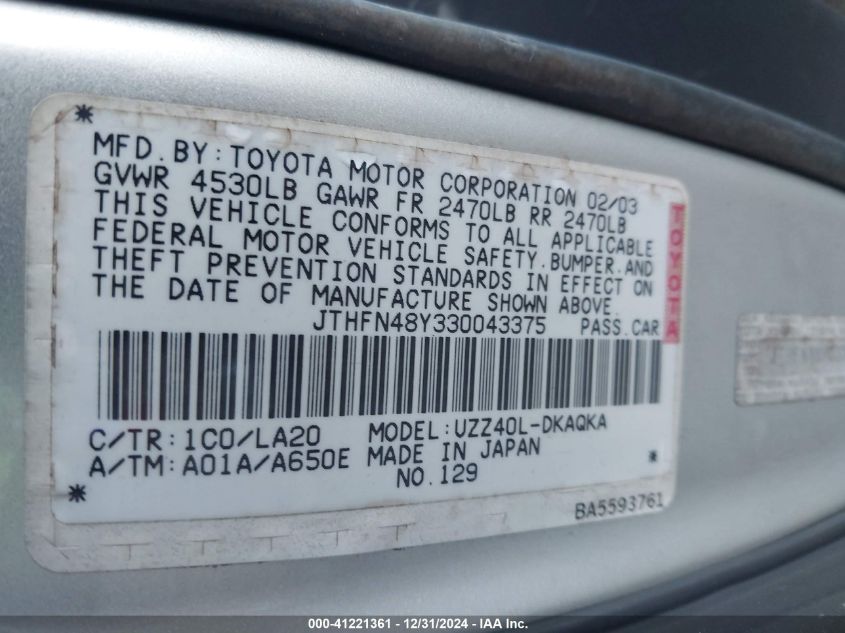 MFD. BY: TOYOTA MOTOR CORPORATION 02/03
GVWR 4530LB GAWR FR 2470LB RR 2470LB
THIS VEHICLE CONFORMS TO ALL APPLICABLE
FEDERAL MOTOR VEHICLE SAFETY, BUMPER, AND
THEFT PREVENTION STANDARDS IN EFFECT ON
THE DATE OF MANUFACTURE SHOWN ABOVE.
JTHFN48Y330043375 PASS. CAR
TOYOTA
C/TR: 1C0/LA20 MODEL: UZZ40L-DKAQKA
A/TM: A01A/A650E MADE IN JAPAN
NO. 129
BA5593761
000-41221361 - 12/31/2024 - IAA Inc.